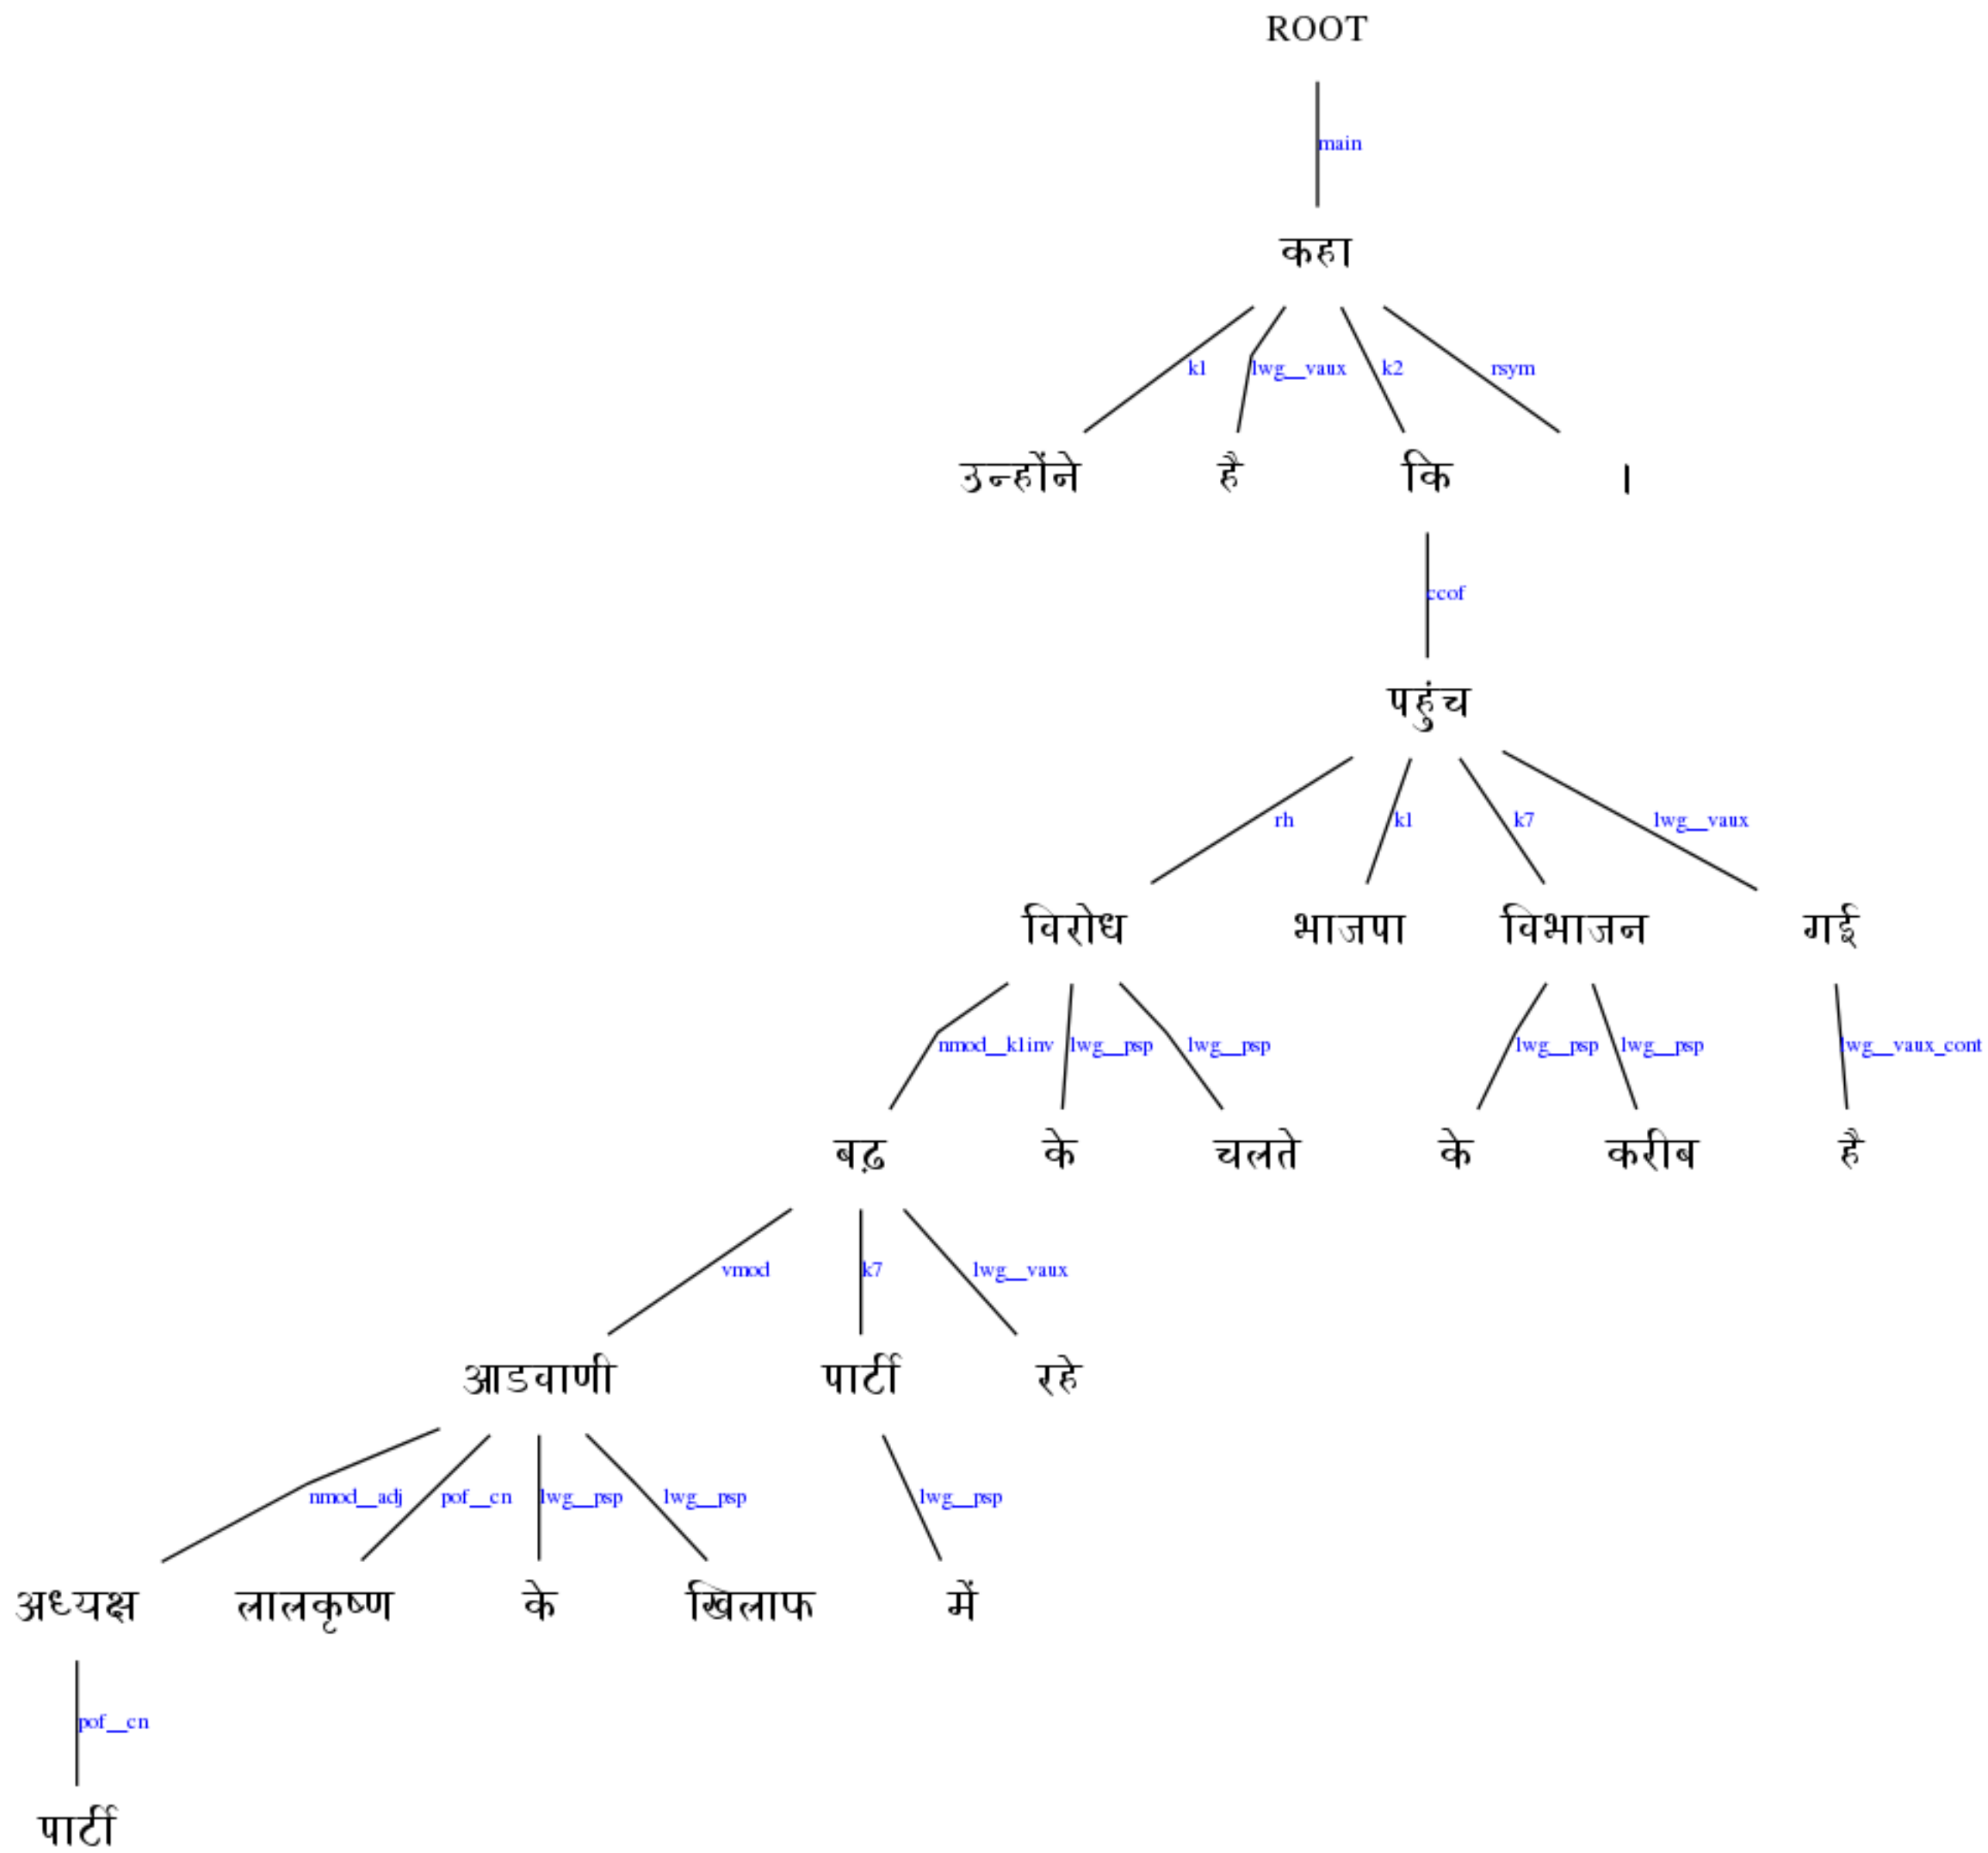 ROOT
main
कहा
k1 lwg__vaux k2 rsym
उन्होंने है कि ।
ccof
पहुंच
rh k1 k7 lwg__vaux
विरोध भाजपा विभाजन गई
nmod__k1inv lwg__psp lwg__psp lwg__psp lwg__psp lwg__vaux_cont
बढ़ के चलते के करीब है
vmod k7 lwg__vaux
आडवाणी पार्टी रहे
nmod__adj pof__cn lwg__psp lwg__psp lwg__psp
अध्यक्ष लालकृष्ण के खिलाफ में
pof__cn
पार्टी